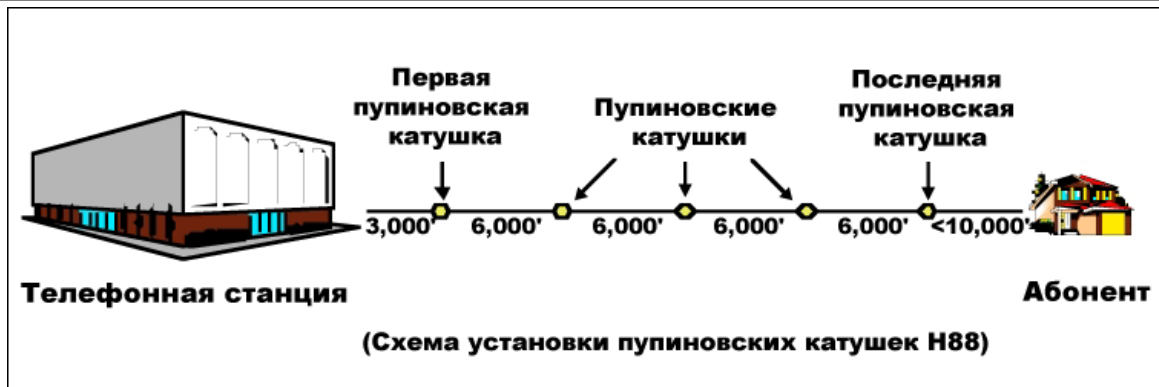 Первая
пупиновская
катушка
Пупиновские
катушки
Последняя
пупиновская
катушка
3,000' 6,000' 6,000' 6,000' 6,000' <10,000'
Телефонная станция
Абонент
(Схема установки пупиновских катушек H88)